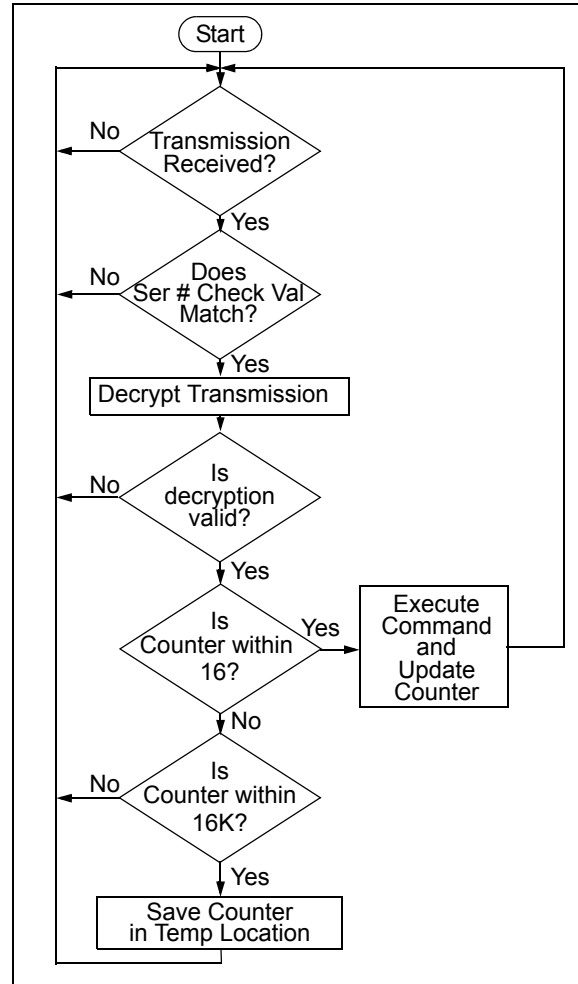 Start
No
Transmission
Received?
Yes
No
Does
Ser # Check Val
Match?
Yes
Decrypt Transmission
No
Is
decryption
valid?
Yes
Is
Counter within
16?
Yes
Execute
Command
and
Update
Counter
No
No
Is
Counter within
16K?
Yes
Save Counter
in Temp Location